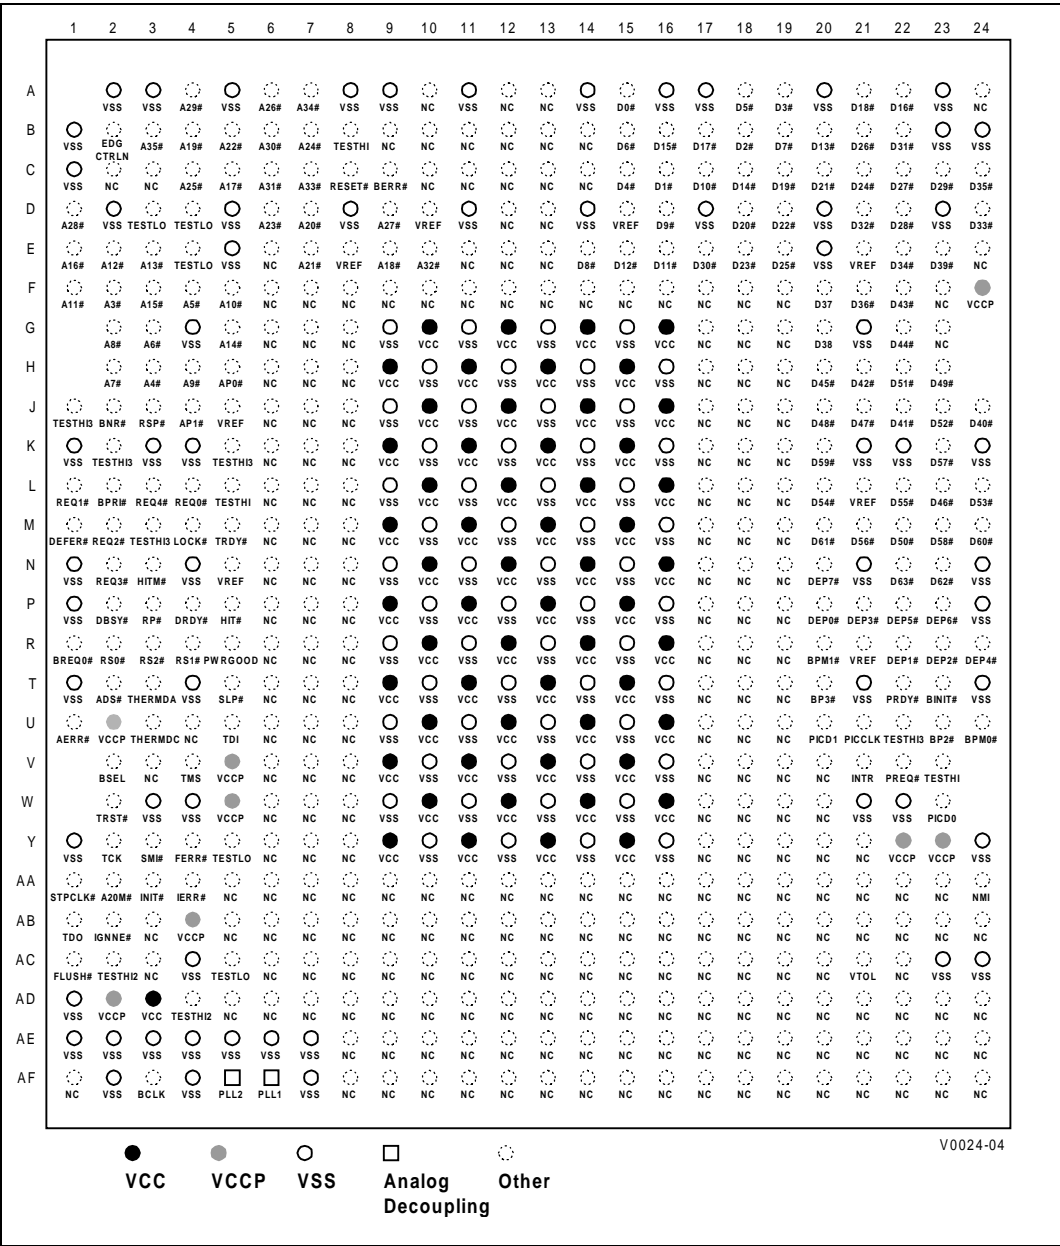 1 2 3 4 5 6 7 8 9 10 11 12 13 14 15 16 17 18 19 20 21 22 23 24
A
VSS VSS A29# VSS A26# A34# VSS VSS NC VSS NC NC VSS D0# VSS VSS D5# D3# VSS D18# D16# VSS NC
B
VSS EDG CTRLN A35# A19# A22# A30# A24# TESTHI NC NC NC NC NC NC D6# D15# D17# D2# D7# D13# D26# D31# VSS VSS
C
VSS NC NC A25# A17# A31# A33# RESET# BERR# NC NC NC NC NC D4# D1# D10# D14# D19# D21# D24# D27# D29# D35#
D
A28# VSS TESTLO TESTLO VSS A23# A20# VSS A27# VREF VSS NC NC VSS VREF D9# VSS D20# D22# VSS D32# D28# VSS D33#
E
A16# A12# A13# TESTLO VSS NC A21# VREF A18# A32# NC NC NC D8# D12# D11# D30# D23# D25# VSS VREF D34# D39# NC
F
A11# A3# A15# A5# A10# NC NC NC NC NC NC NC NC NC NC NC NC NC NC D37 D36# D43# NC VCCP
G
A8# A6# VSS A14# NC NC NC VSS VCC VSS VCC VSS VCC VSS VCC NC NC NC D38 VSS D44# NC
H
A7# A4# A9# AP0# NC NC NC VCC VSS VCC VSS VCC VSS VCC VSS NC NC NC D45# D42# D51# D49#
J
TESTHI3 BNR# RSP# AP1# VREF NC NC NC VSS VCC VSS VCC VSS VCC VSS VCC NC NC NC D48# D47# D41# D52# D40#
K
VSS TESTHI3 VSS VSS TESTHI3 NC NC NC VCC VSS VCC VSS VCC VSS VCC VSS NC NC NC D59# VSS VSS D57# VSS
L
REQ1# BPRI# REQ4# REQ0# TESTHI NC NC NC VSS VCC VSS VCC VSS VCC VSS VCC NC NC NC D54# VREF D55# D46# D53#
M
DEFER# REQ2# TESTHI3 LOCK# TRDY# NC NC NC VCC VSS VCC VSS VCC VSS VCC VSS NC NC NC D61# D56# D50# D58# D60#
N
VSS REQ3# HITM# VSS VREF NC NC NC VSS VCC VSS VCC VSS VCC VSS VCC NC NC NC DEP7# VSS D63# D62# VSS
P
VSS DBSY# RP# DRDY# HIT# NC NC NC VCC VSS VCC VSS VCC VSS VCC VSS NC NC NC DEP0# DEP3# DEP5# DEP6# VSS
R
BREQ0# RS0# RS2# RS1# PWRGOOD NC NC NC VSS VCC VSS VCC VSS VCC VSS VCC NC NC NC BPM1# VREF DEP1# DEP2# DEP4#
T
VSS ADS# THERMDA VSS SLP# NC NC NC VCC VSS VCC VSS VCC VSS VCC VSS NC NC NC BP3# VSS PRDY# BINIT# VSS
U
AERR# VCCP THERMDC NC TDI NC NC NC VSS VCC VSS VCC VSS VCC VSS VCC NC NC NC PICD1 PICCLK TESTHI3 BP2# BPM0#
V
BSEL NC TMS VCCP NC NC NC VCC VSS VCC VSS VCC VSS VCC VSS NC NC NC NC INTR PREQ# TESTHI
W
TRST# VSS VSS VCCP NC NC NC VSS VCC VSS VCC VSS VCC VSS VCC NC NC NC NC VSS VSS PICD0
Y
VSS TCK SMI# FERR# TESTLO NC NC NC VCC VSS VCC VSS VCC VSS VCC VSS NC NC NC NC NC VCCP VCCP VSS
AA
STPCLK# A20M# INIT# IERR# NC NC NC NC NC NC NC NC NC NC NC NC NC NC NC NC NC NC NC NMI
AB
TDO IGNNE# NC VCCP NC NC NC NC NC NC NC NC NC NC NC NC NC NC NC NC NC NC NC NC
AC
FLUSH# TESTHI2 NC VSS TESTLO NC NC NC NC NC NC NC NC NC NC NC NC NC NC NC VTOL NC VSS VSS
AD
VSS VCCP VCC TESTHI2 NC NC NC NC NC NC NC NC NC NC NC NC NC NC NC NC NC NC NC NC
AE
VSS VSS VSS VSS VSS VSS VSS NC NC NC NC NC NC NC NC NC NC NC NC NC NC NC NC NC
AF
NC VSS BCLK VSS PLL2 PLL1 VSS NC NC NC NC NC NC NC NC NC NC NC NC NC NC NC NC NC
V0024-04
VCC VCCP VSS Analog Decoupling Other